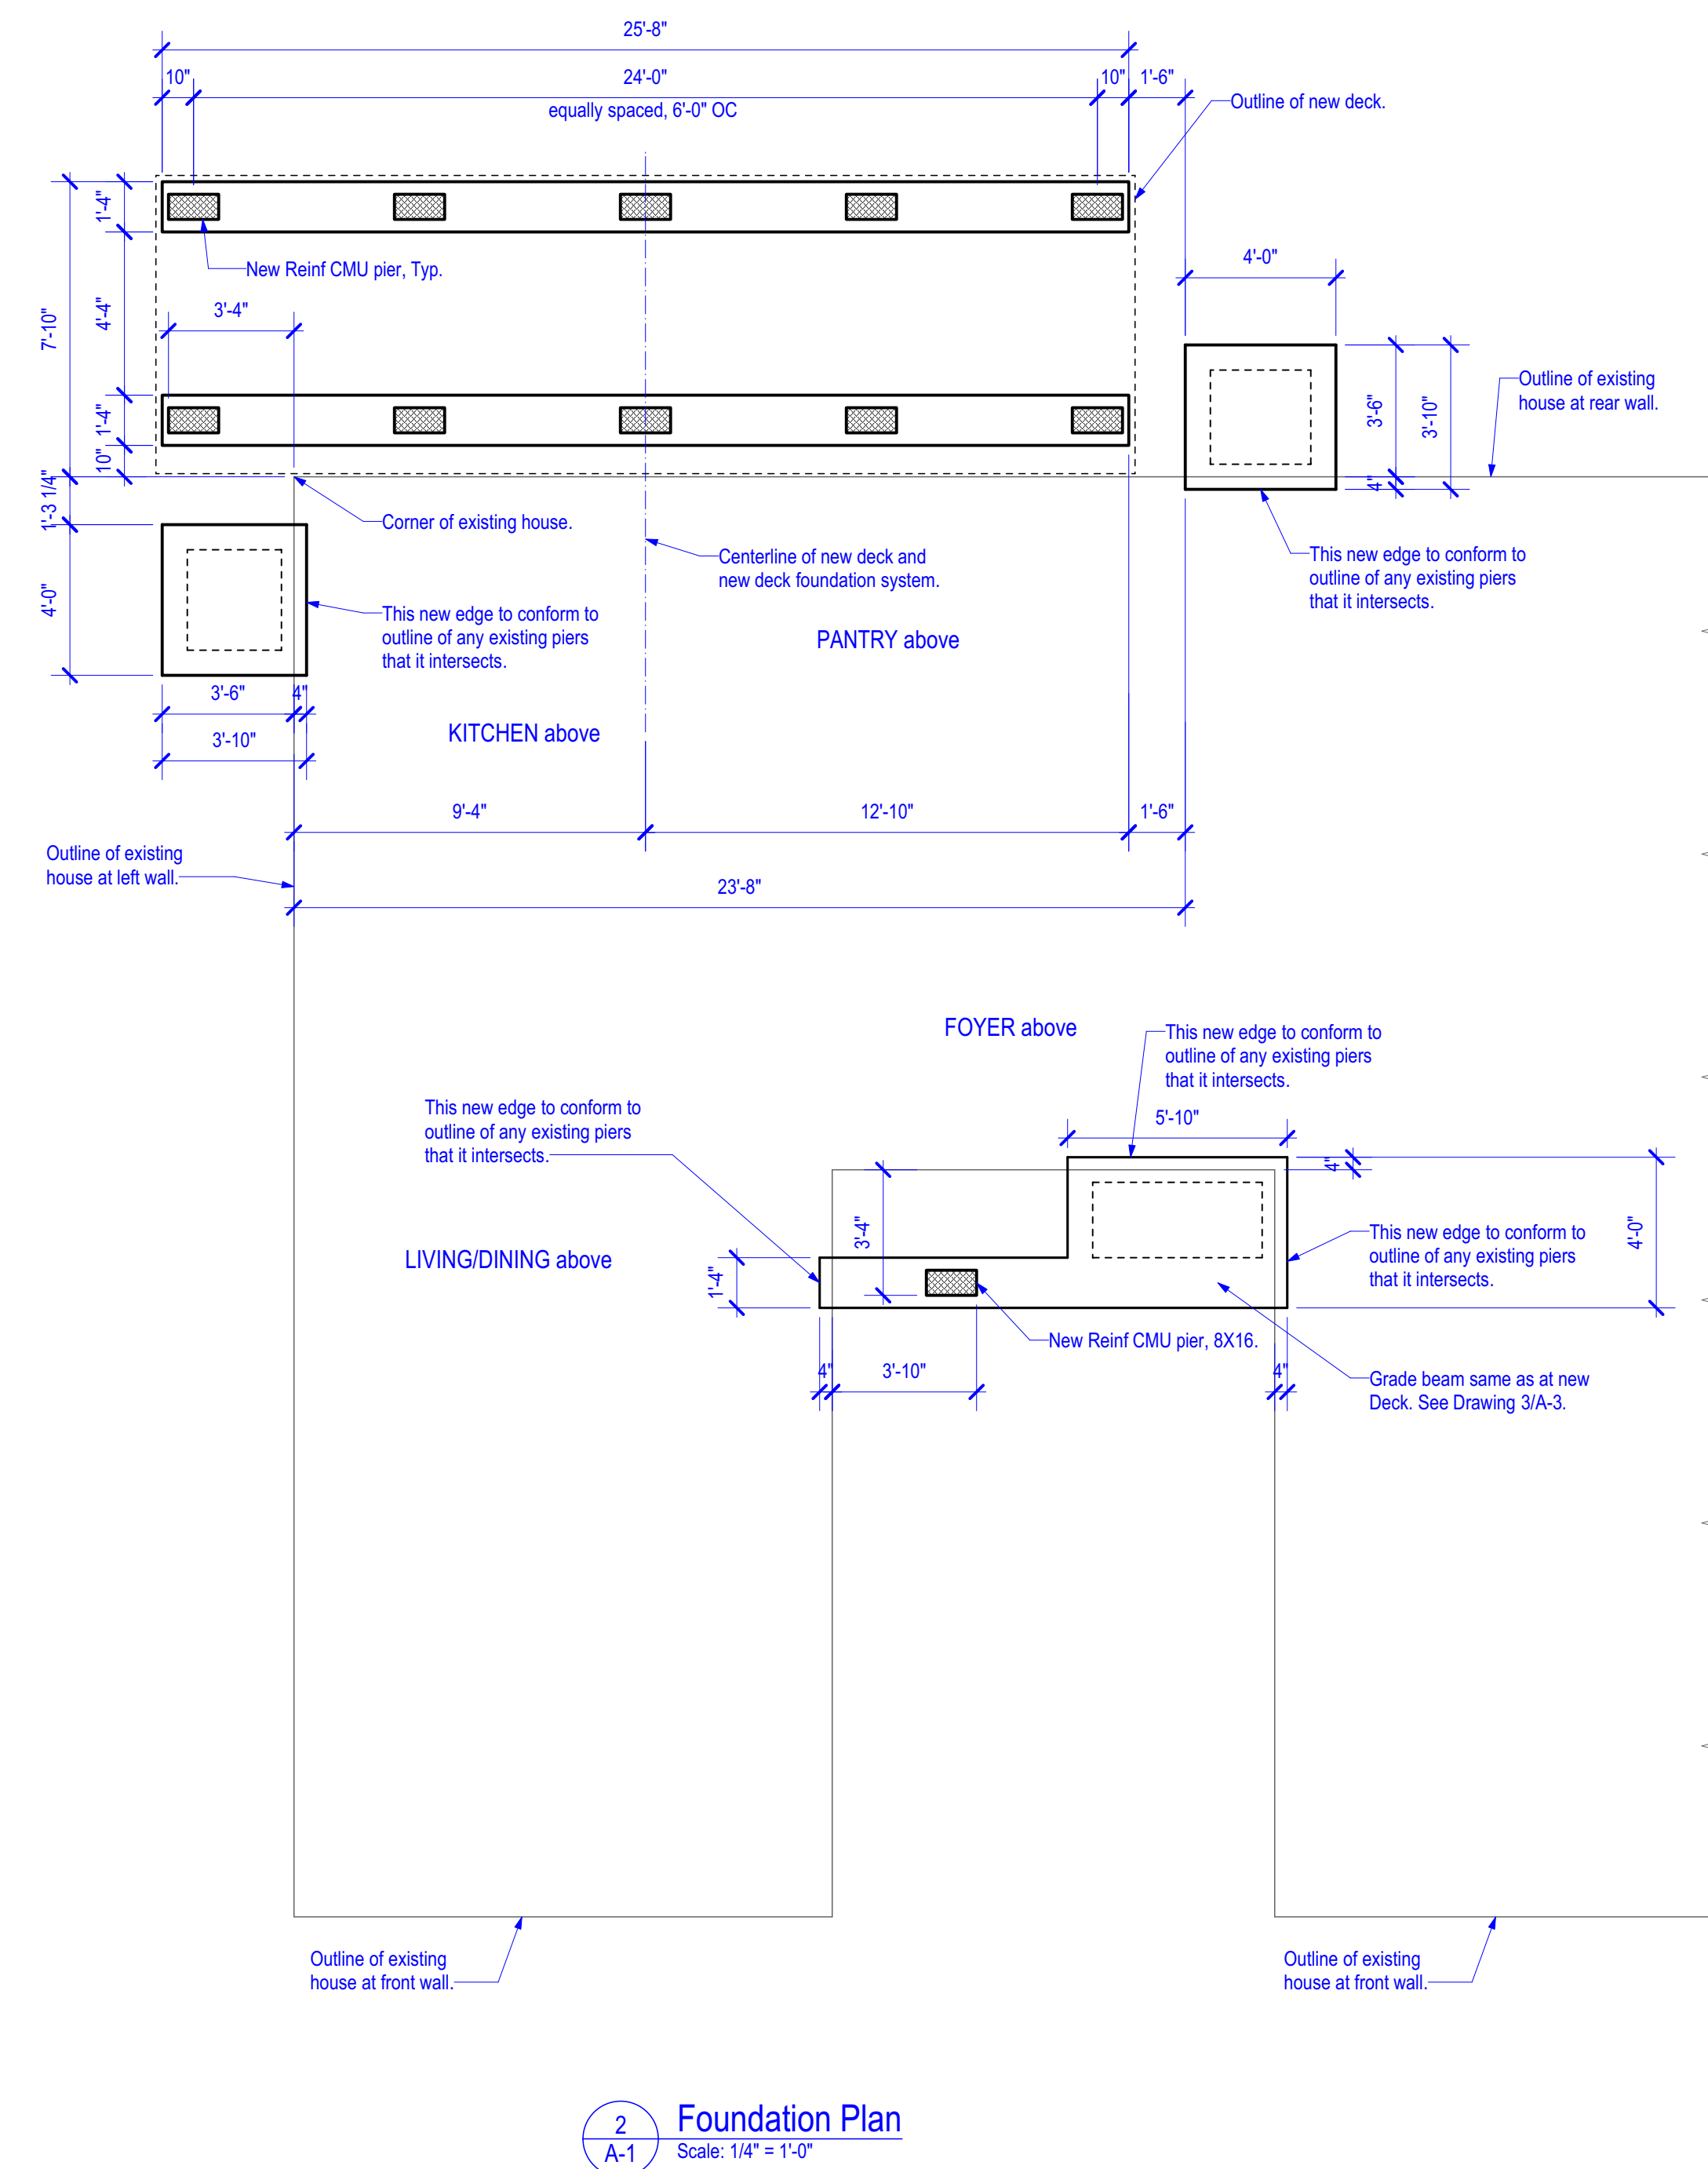 25'-8"
10"
24'-0"
10"
1'-6"
equally spaced, 6'-0" OC
Outline of new deck.
1'-4"
New Reinf CMU pier, Typ.
4'-0"
3'-4"
4'-4"
7'-10"
Outline of existing
house at rear wall.
3'-6"
3'-10"
1'-4"
10"
4"
1'-3 1/4"
Corner of existing house.
Centerline of new deck and
new deck foundation system.
This new edge to conform to
outline of any existing piers
that it intersects.
4'-0"
This new edge to conform to
outline of any existing piers
that it intersects.
PANTRY above
3'-6"
4"
3'-10"
KITCHEN above
9'-4"
12'-10"
1'-6"
Outline of existing
house at left wall.
23'-8"
FOYER above
This new edge to conform to
outline of any existing piers
that it intersects.
This new edge to conform to
outline of any existing piers
that it intersects.
5'-10"
4"
3'-4"
4'-0"
This new edge to conform to
outline of any existing piers
that it intersects.
LIVING/DINING above
1'-4"
New Reinf CMU pier, 8X16.
4"
3'-10"
4"
Grade beam same as at new
Deck. See Drawing 3/A-3.
Outline of existing
house at front wall.
Outline of existing
house at front wall.
2
A-1
Foundation Plan
Scale: 1/4" = 1'-0"